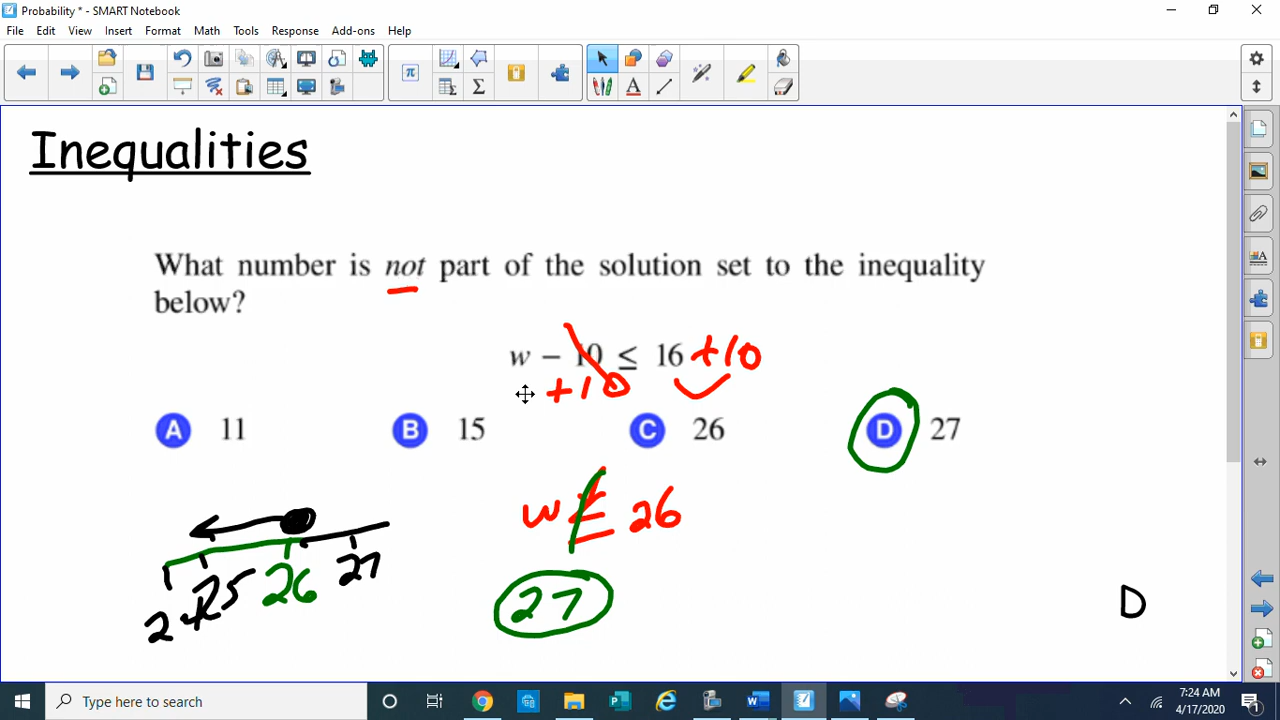 Probability * - SMART Notebook
File Edit View Insert Format Math Tools Response Add-ons Help
Inequalities
What number is not part of the solution set to the inequality
below?
w − 10 ≤ 16 +10
+10
A 11 B 15 C 26 D 27
w ≤ 26
24 25 26 27
27
D
Type here to search
7:24 AM
4/17/2020